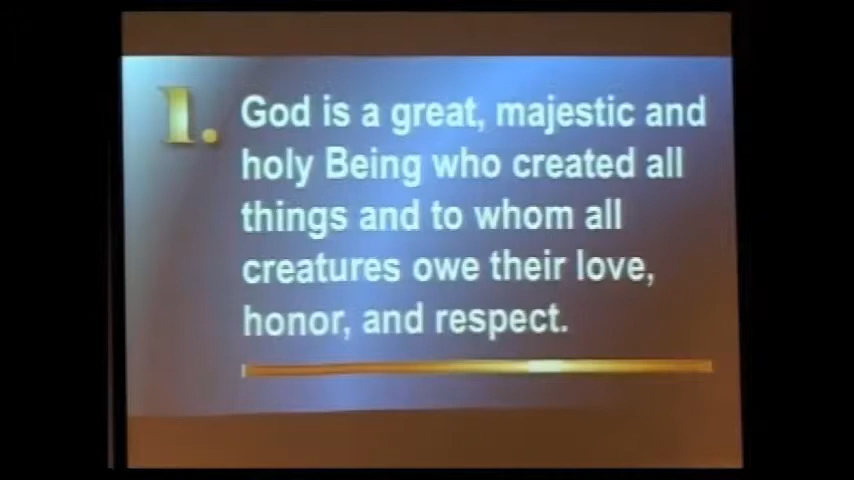 1. God is a great, majestic and
holy Being who created all
things and to whom all
creatures owe their love,
honor, and respect.